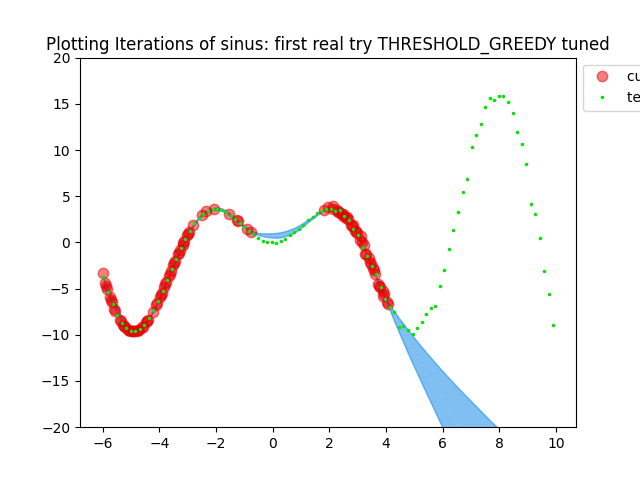 Plotting Iterations of sinus: first real try THRESHOLD_GREEDY tuned
20
15
10
5
0
−5
−10
−15
−20
−6 −4 −2 0 2 4 6 8 10
cu
te